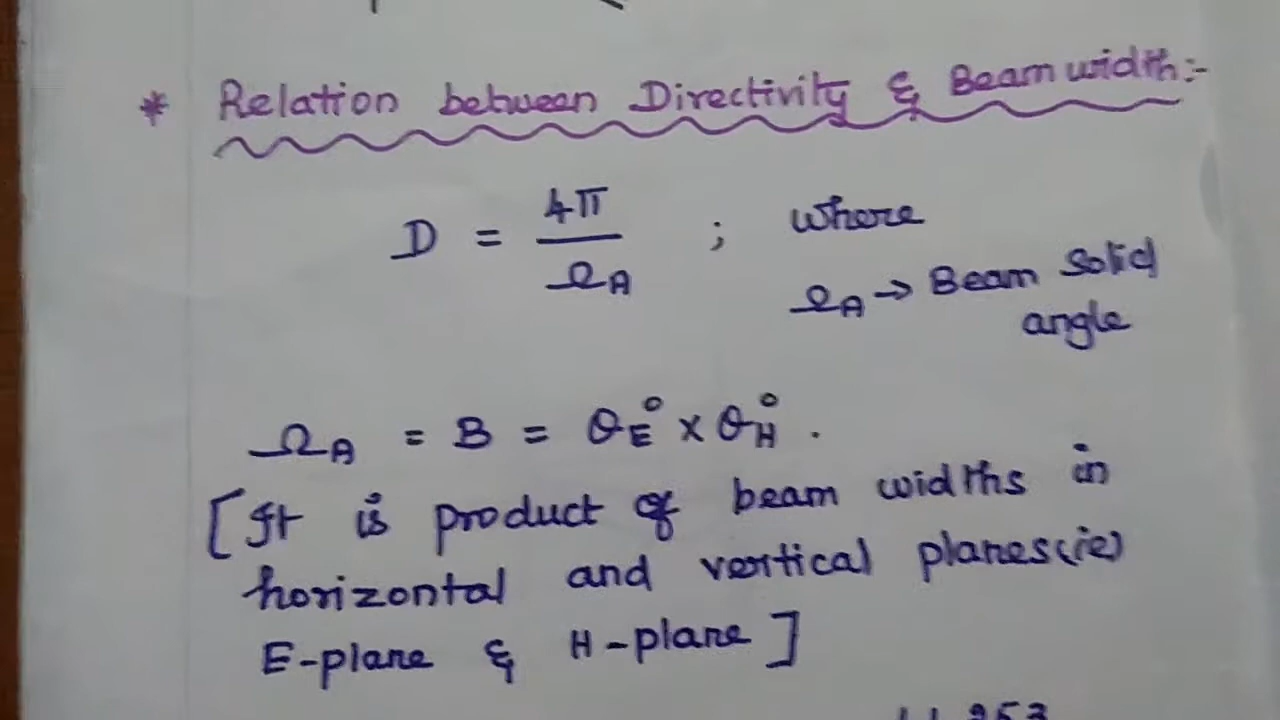 * Relation between Directivity & Beam width:-
D = 4π / Ω_A ; where
Ω_A → Beam Solid
angle
Ω_A = B = θ_E° × θ_H° .
[It is product of beam widths in
horizontal and vertical planes(ie)
E-plane & H-plane]